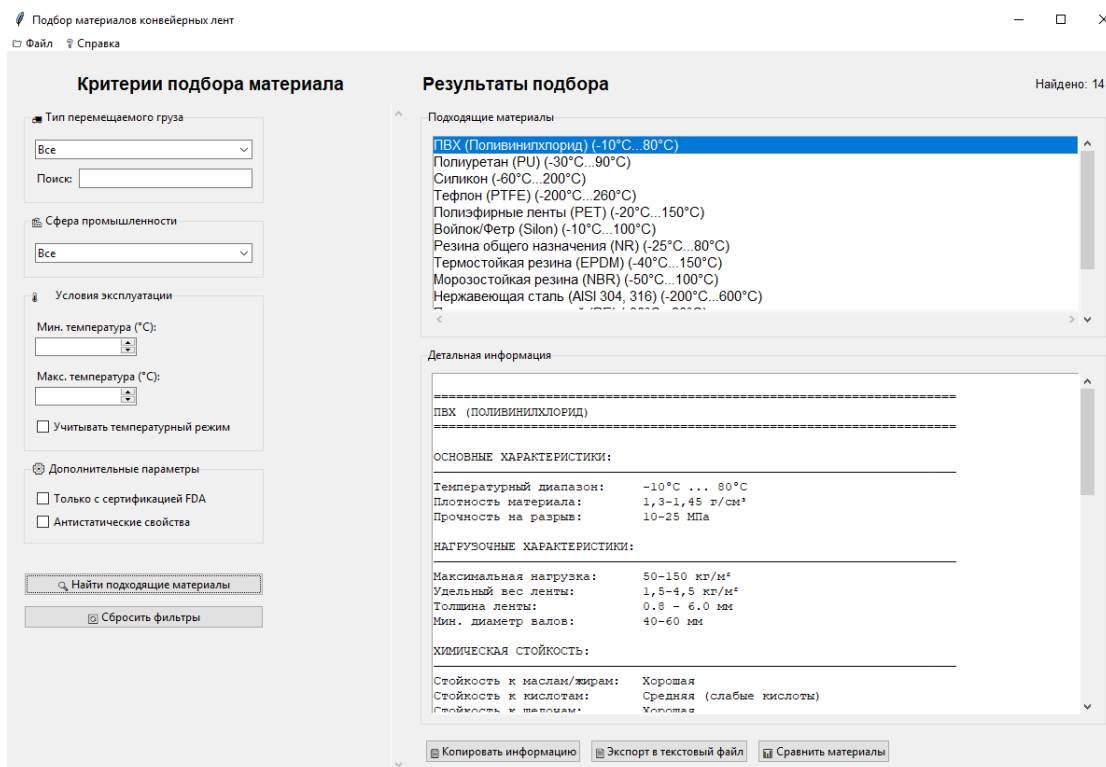 Подбор материалов конвейерных лент
Файл Справка
Критерии подбора материала
Тип перемещаемого груза
Все
Поиск:
Сфера промышленности
Все
Условия эксплуатации
Мин. температура (°C):
Макс. температура (°C):
Учитывать температурный режим
Дополнительные параметры
Только с сертификацией FDA
Антистатические свойства
Найти подходящие материалы
Сбросить фильтры
Результаты подбора
Найдено: 14
Подходящие материалы
ПВХ (Поливинилхлорид) (-10°C...80°C)
Полиуретан (PU) (-30°C...90°C)
Силикон (-60°C...200°C)
Тефлон (PTFE) (-200°C...260°C)
Полиэфирные ленты (PET) (-20°C...150°C)
Войлок/Фетр (Silon) (-10°C...100°C)
Резина общего назначения (NR) (-25°C...80°C)
Термостойкая резина (EPDM) (-40°C...150°C)
Морозостойкая резина (NBR) (-50°C...100°C)
Нержавеющая сталь (AISI 304, 316) (-200°C...600°C)
Детальная информация
======================================================================
ПВХ (ПОЛИВИНИЛХЛОРИД)
======================================================================
ОСНОВНЫЕ ХАРАКТЕРИСТИКИ:
Температурный диапазон: -10°C ... 80°C
Плотность материала: 1,3-1,45 г/см³
Прочность на разрыв: 10-25 МПа
НАГРУЗОЧНЫЕ ХАРАКТЕРИСТИКИ:
Максимальная нагрузка: 50-150 кг/м²
Удельный вес ленты: 1,5-4,5 кг/м²
Толщина ленты: 0.8 - 6.0 мм
Мин. диаметр валов: 40-60 мм
ХИМИЧЕСКАЯ СТОЙКОСТЬ:
Стойкость к маслам/жирам: Хорошая
Стойкость к кислотам: Средняя (слабые кислоты)
Стойкость к щелочам: Хорошая
Копировать информацию
Экспорт в текстовый файл
Сравнить материалы